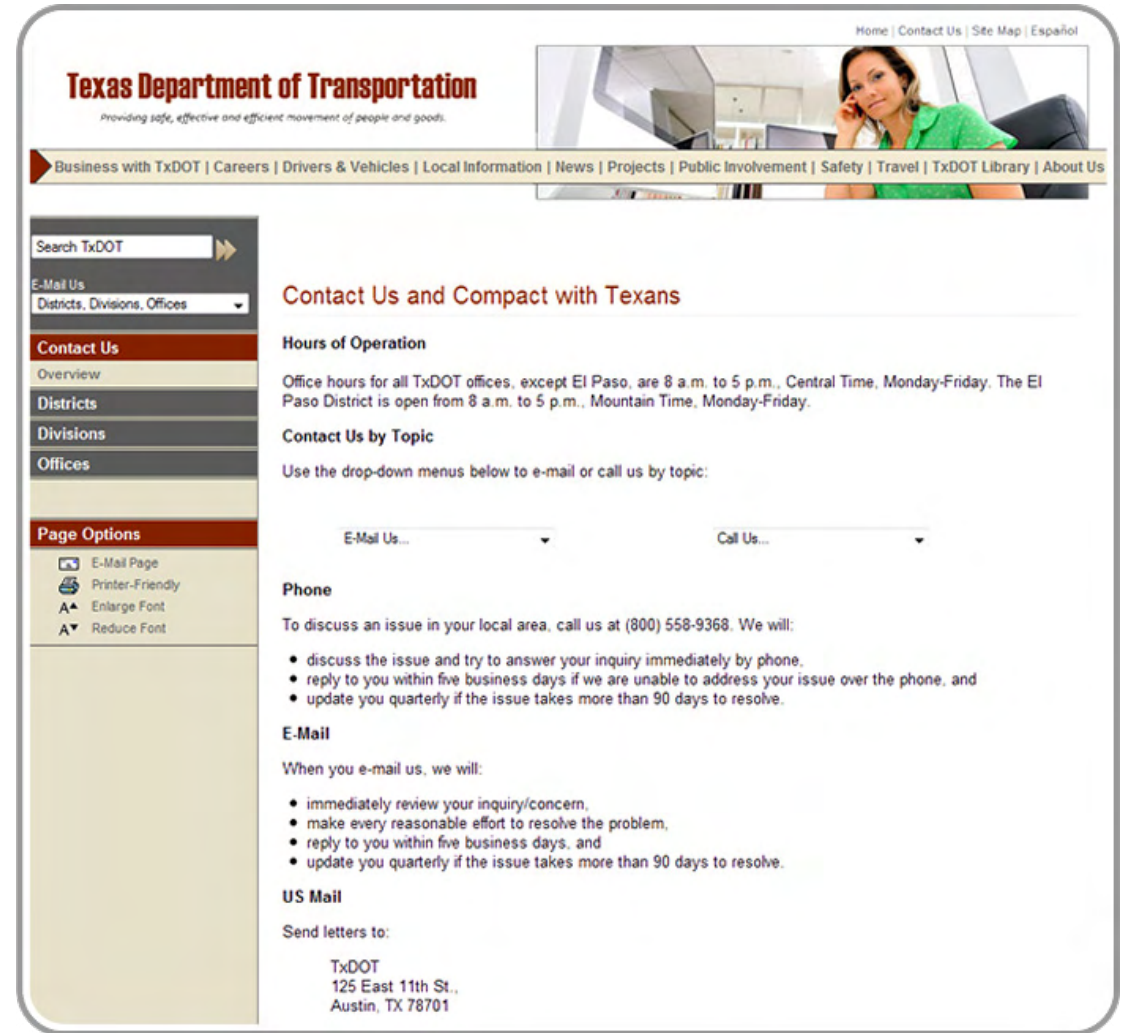 Home | Contact Us | Site Map | Español
Texas Department of Transportation
Providing safe, effective and efficient movement of people and goods.
Business with TxDOT | Careers | Drivers & Vehicles | Local Information | News | Projects | Public Involvement | Safety | Travel | TxDOT Library | About Us
Search TxDOT
E-Mail Us
Districts, Divisions, Offices
Contact Us
Overview
Districts
Divisions
Offices
Page Options
E-Mail Page
Printer-Friendly
A Enlarge Font
A Reduce Font
Contact Us and Compact with Texans
Hours of Operation
Office hours for all TxDOT offices, except El Paso, are 8 a.m. to 5 p.m., Central Time, Monday-Friday. The El
Paso District is open from 8 a.m. to 5 p.m., Mountain Time, Monday-Friday.
Contact Us by Topic
Use the drop-down menus below to e-mail or call us by topic:
E-Mail Us... Call Us...
Phone
To discuss an issue in your local area, call us at (800) 558-9368. We will:
• discuss the issue and try to answer your inquiry immediately by phone,
• reply to you within five business days if we are unable to address your issue over the phone, and
• update you quarterly if the issue takes more than 90 days to resolve.
E-Mail
When you e-mail us, we will:
• immediately review your inquiry/concern,
• make every reasonable effort to resolve the problem,
• reply to you within five business days, and
• update you quarterly if the issue takes more than 90 days to resolve.
US Mail
Send letters to:
TxDOT
125 East 11th St.,
Austin, TX 78701